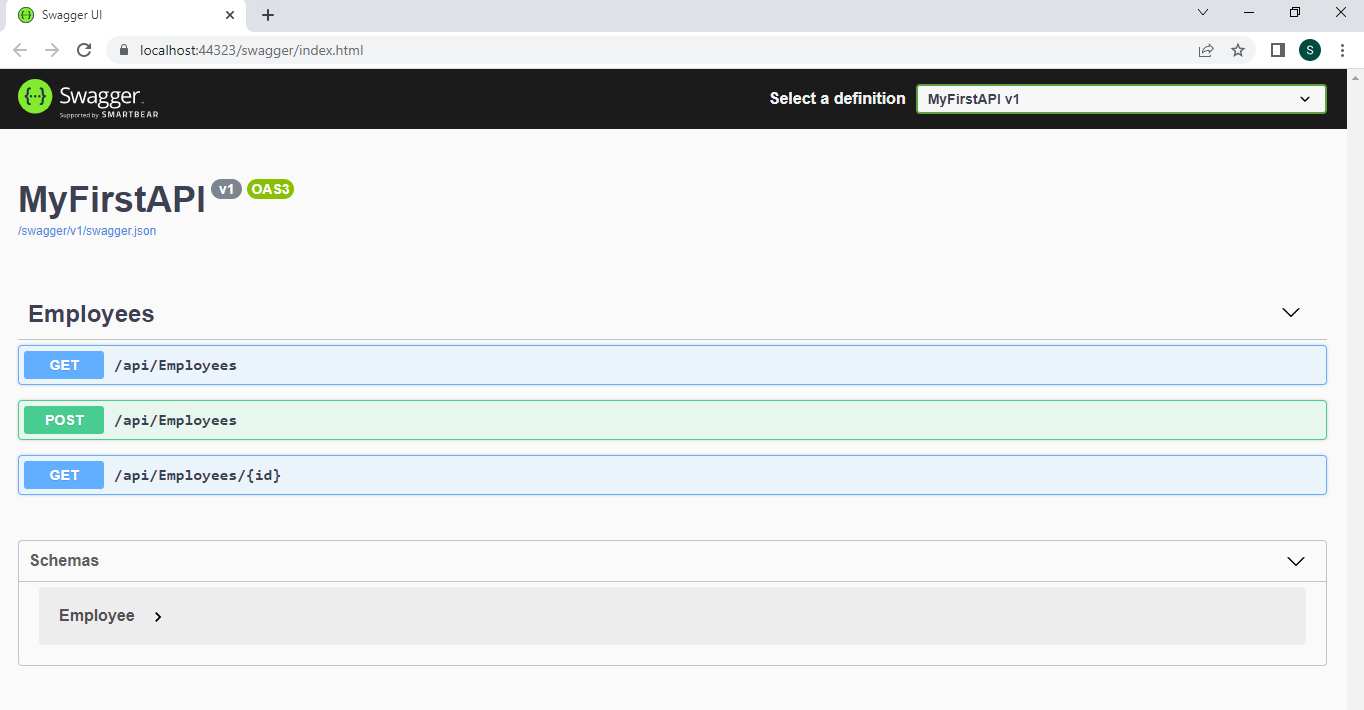 Swagger UI
localhost:44323/swagger/index.html
S
{···} Swagger.
Supported by SMARTBEAR
Select a definition
MyFirstAPI v1
MyFirstAPI v1 OAS3
/swagger/v1/swagger.json
Employees
GET /api/Employees
POST /api/Employees
GET /api/Employees/{id}
Schemas
Employee